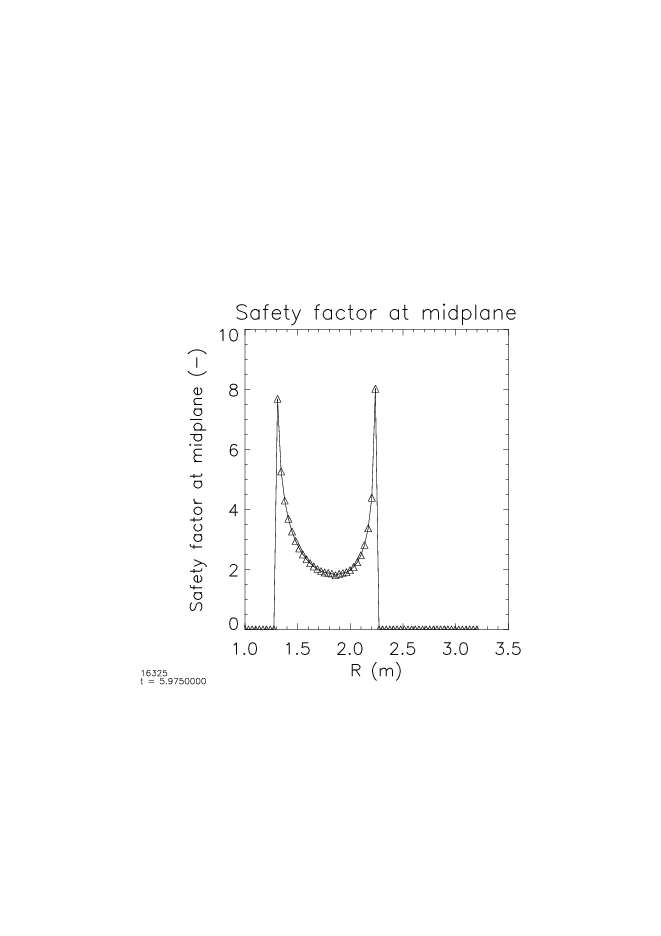 Safety factor at midplane
Safety factor at midplane (-)
10
8
6
4
2
0
1.0 1.5 2.0 2.5 3.0 3.5
R (m)
16325
t = 5.9750000